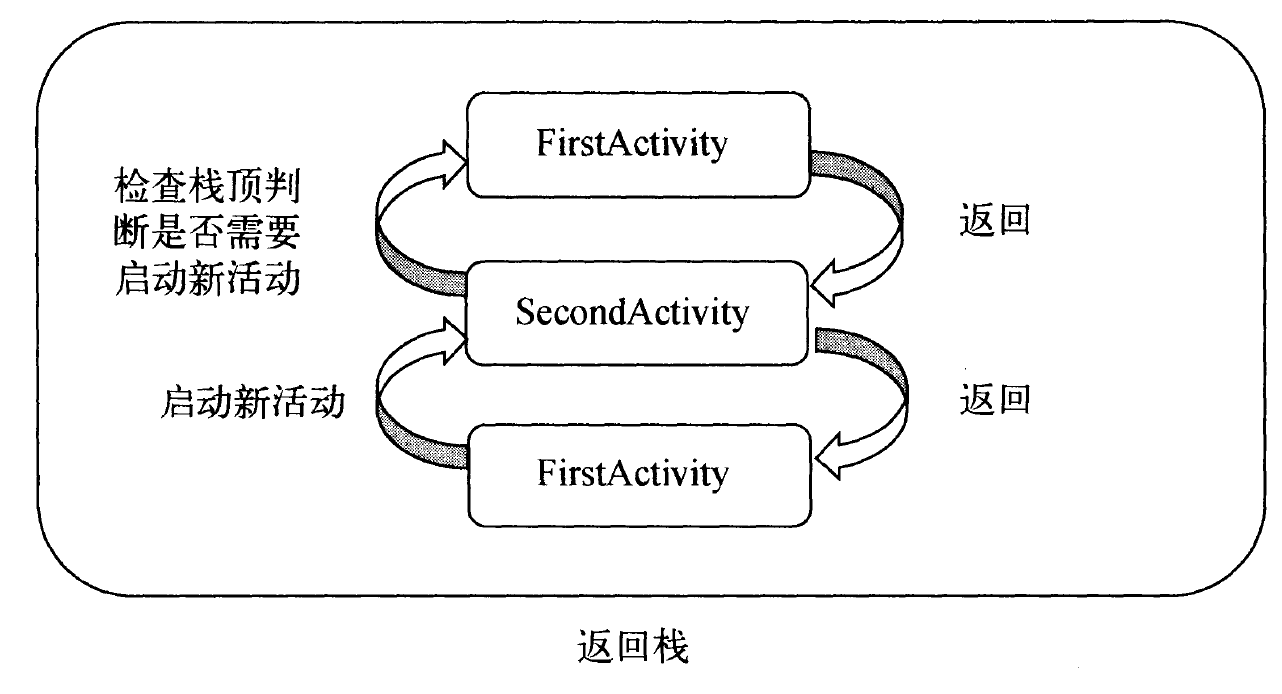 FirstActivity
检查栈顶判
断是否需要
启动新活动
返回
SecondActivity
启动新活动
返回
FirstActivity
返回栈